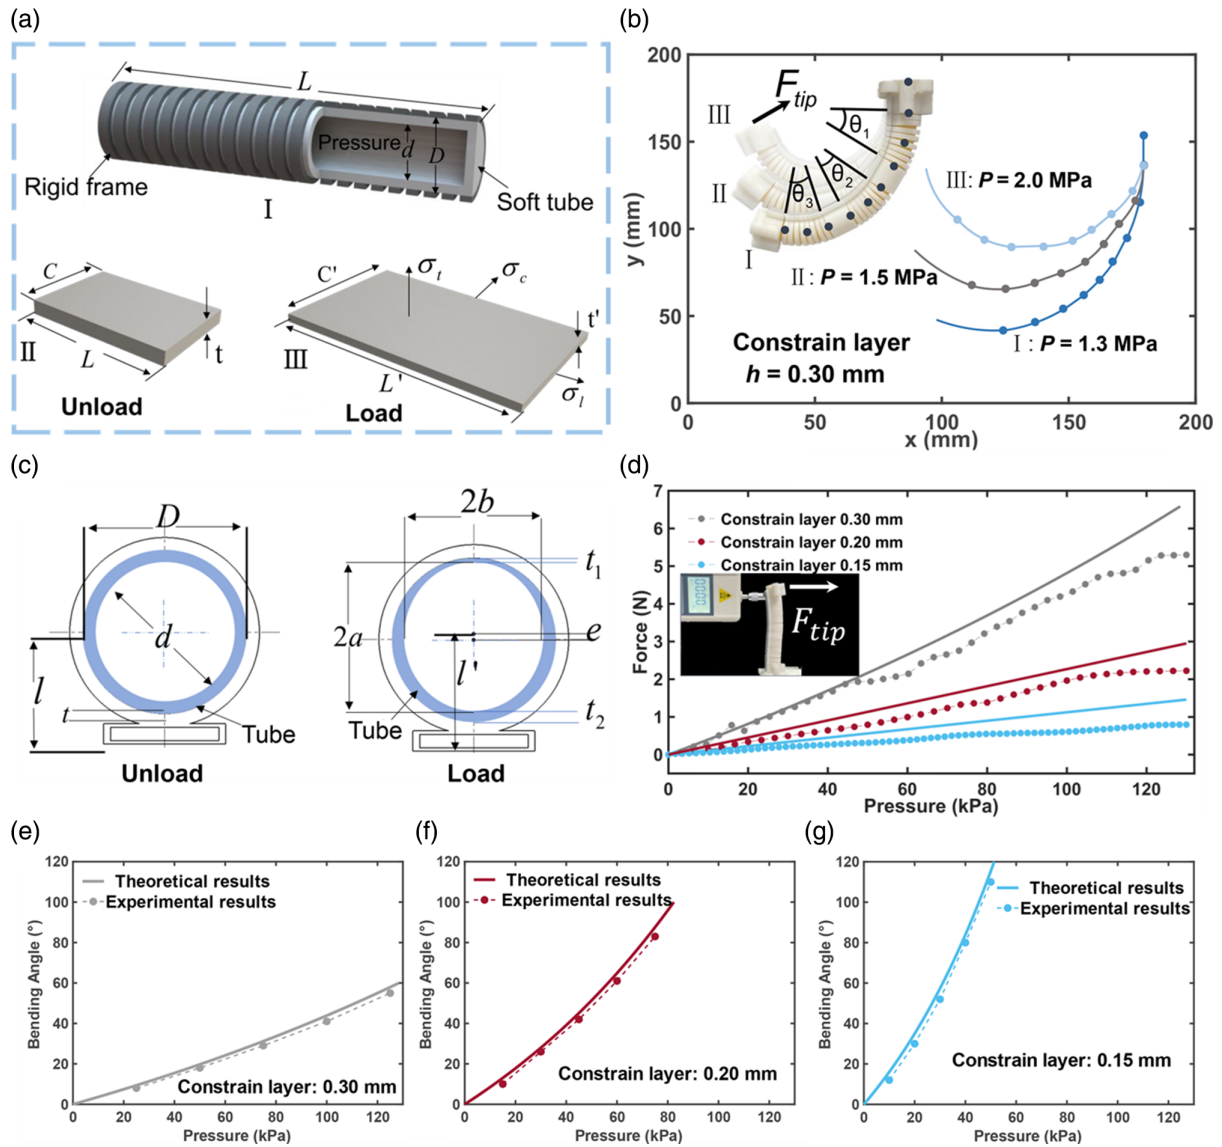 (a)
L
Pressure
d
D
Rigid frame
Soft tube
I
C
t
L
II
Unload
C'
σt
σc
t'
L'
σl
III
Load
(b)
200
150
100
50
0
y (mm)
0
50
100
150
200
x (mm)
Ftip
III
II
I
θ1
θ2
θ3
III: P = 2.0 MPa
II: P = 1.5 MPa
I: P = 1.3 MPa
Constrain layer
h = 0.30 mm
(c)
D
d
l
t
Tube
Unload
2b
t1
2a
e
l'
t2
Tube
Load
(d)
7
6
5
4
3
2
1
0
Force (N)
Constrain layer 0.30 mm
Constrain layer 0.20 mm
Constrain layer 0.15 mm
Ftip
0
20
40
60
80
100
120
Pressure (kPa)
(e)
120
100
80
60
40
20
0
Bending Angle (°)
Theoretical results
Experimental results
Constrain layer: 0.30 mm
0
20
40
60
80
100
120
Pressure (kPa)
(f)
120
100
80
60
40
20
0
Bending Angle (°)
Theoretical results
Experimental results
Constrain layer: 0.20 mm
0
20
40
60
80
100
120
Pressure (kPa)
(g)
120
100
80
60
40
20
0
Bending Angle (°)
Theoretical results
Experimental results
Constrain layer: 0.15 mm
0
20
40
60
80
100
120
Pressure (kPa)